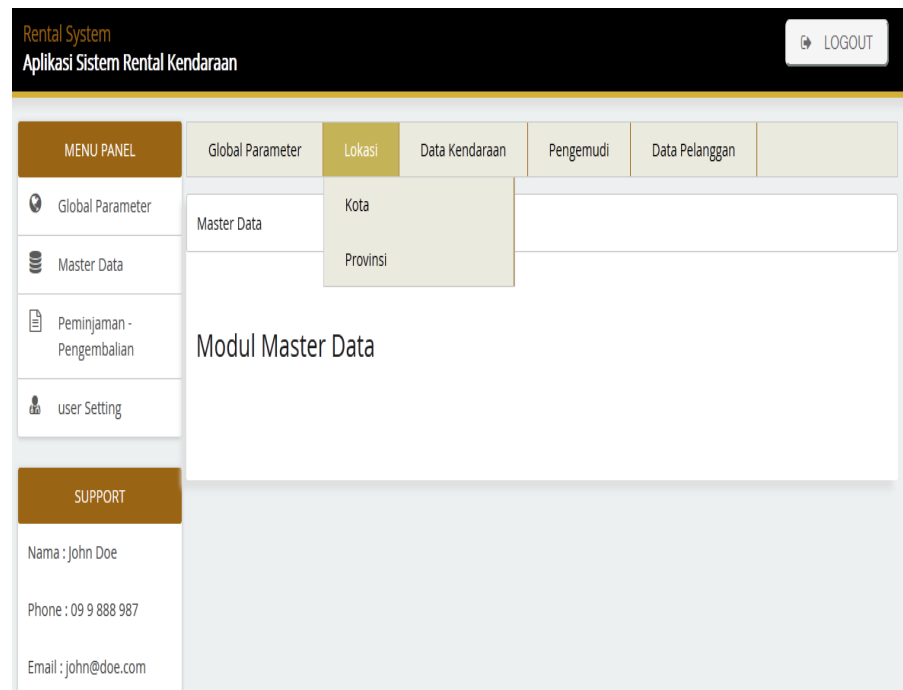 Rental System
Aplikasi Sistem Rental Kendaraan
LOGOUT
MENU PANEL
Global Parameter
Master Data
Peminjaman -
Pengembalian
user Setting
SUPPORT
Nama : John Doe
Phone : 09 9 888 987
Email : john@doe.com
Global Parameter Lokasi Data Kendaraan Pengemudi Data Pelanggan
Kota
Provinsi
Master Data
Modul Master Data